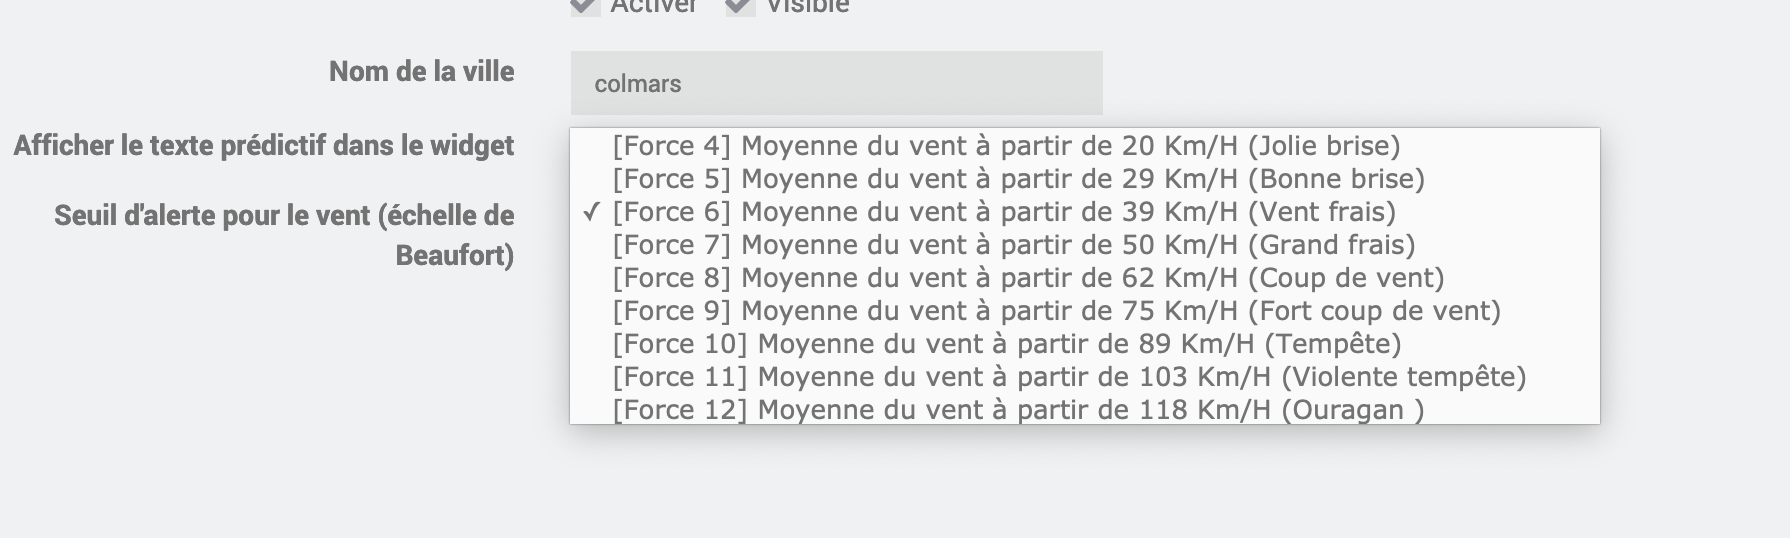 Activer Visible
Nom de la ville
colmars
Afficher le texte prédictif dans le widget
Seuil d'alerte pour le vent (échelle de
Beaufort)
[Force 4] Moyenne du vent à partir de 20 Km/H (Jolie brise)
[Force 5] Moyenne du vent à partir de 29 Km/H (Bonne brise)
✓ [Force 6] Moyenne du vent à partir de 39 Km/H (Vent frais)
[Force 7] Moyenne du vent à partir de 50 Km/H (Grand frais)
[Force 8] Moyenne du vent à partir de 62 Km/H (Coup de vent)
[Force 9] Moyenne du vent à partir de 75 Km/H (Fort coup de vent)
[Force 10] Moyenne du vent à partir de 89 Km/H (Tempête)
[Force 11] Moyenne du vent à partir de 103 Km/H (Violente tempête)
[Force 12] Moyenne du vent à partir de 118 Km/H (Ouragan )